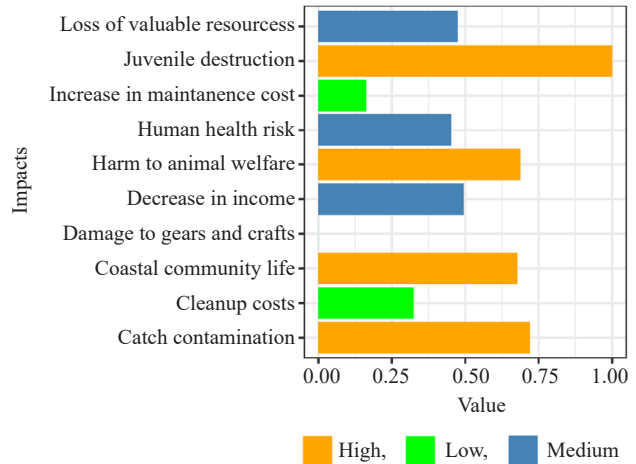 Loss of valuable resourcess
Juvenile destruction
Increase in maintanence cost
Human health risk
Harm to animal welfare
Decrease in income
Damage to gears and crafts
Coastal community life
Cleanup costs
Catch contamination
Impacts
0.00 0.25 0.50 0.75 1.00
Value
High, Low, Medium